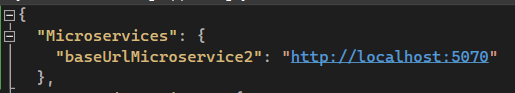 {
"Microservices": {
"baseUrlMicroservice2": "http://localhost:5070"
},